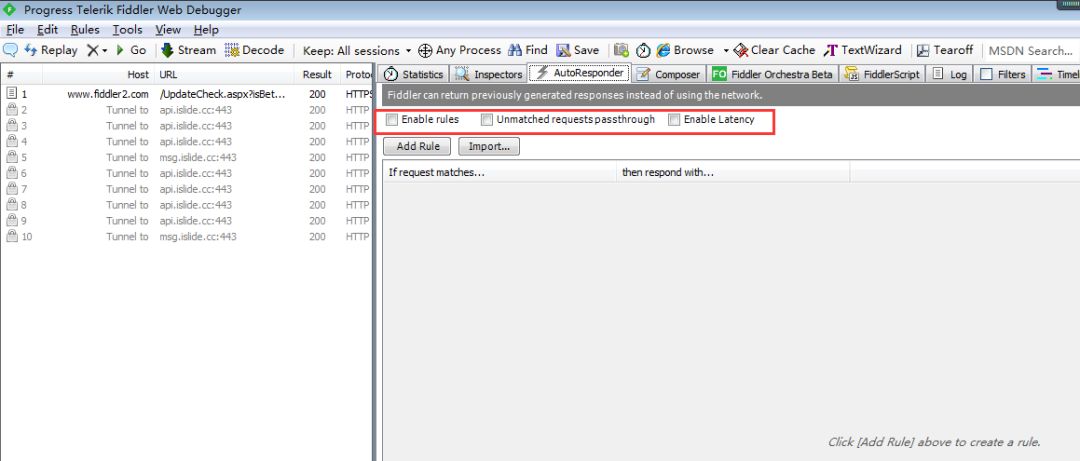 Progress Telerik Fiddler Web Debugger
File Edit Rules Tools View Help
Replay Go Stream Decode Keep: All sessions Any Process Find Save Browse Clear Cache TextWizard Tearoff MSDN Search...
# Host URL Result Protoc
Statistics Inspectors AutoResponder Composer FO Fiddler Orchestra Beta FiddlerScript Log Filters Timel
1 www.fiddler2.com /UpdateCheck.aspx?isBet... 200 HTTPS
Fiddler can return previously generated responses instead of using the network.
2 Tunnel to api.islide.cc:443 200 HTTP
Enable rules Unmatched requests passthrough Enable Latency
3 Tunnel to api.islide.cc:443 200 HTTP
4 Tunnel to api.islide.cc:443 200 HTTP
Add Rule Import...
5 Tunnel to msg.islide.cc:443 200 HTTP
6 Tunnel to api.islide.cc:443 200 HTTP
If request matches... then respond with...
7 Tunnel to api.islide.cc:443 200 HTTP
8 Tunnel to api.islide.cc:443 200 HTTP
9 Tunnel to api.islide.cc:443 200 HTTP
10 Tunnel to msg.islide.cc:443 200 HTTP
Click [Add Rule] above to create a rule.